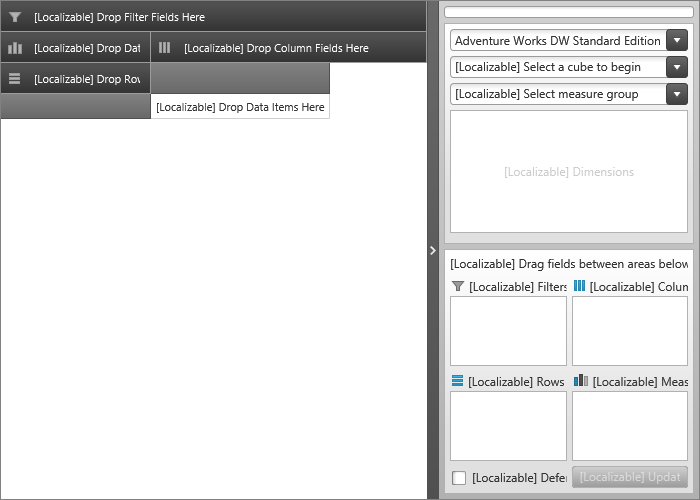 [Localizable] Drop Filter Fields Here
[Localizable] Drop Dat
[Localizable] Drop Column Fields Here
[Localizable] Drop Rov
[Localizable] Drop Data Items Here
Adventure Works DW Standard Edition
[Localizable] Select a cube to begin
[Localizable] Select measure group
[Localizable] Dimensions
[Localizable] Drag fields between areas below
[Localizable] Filters
[Localizable] Colum
[Localizable] Rows
[Localizable] Meas
[Localizable] Defer
[Localizable] Updat